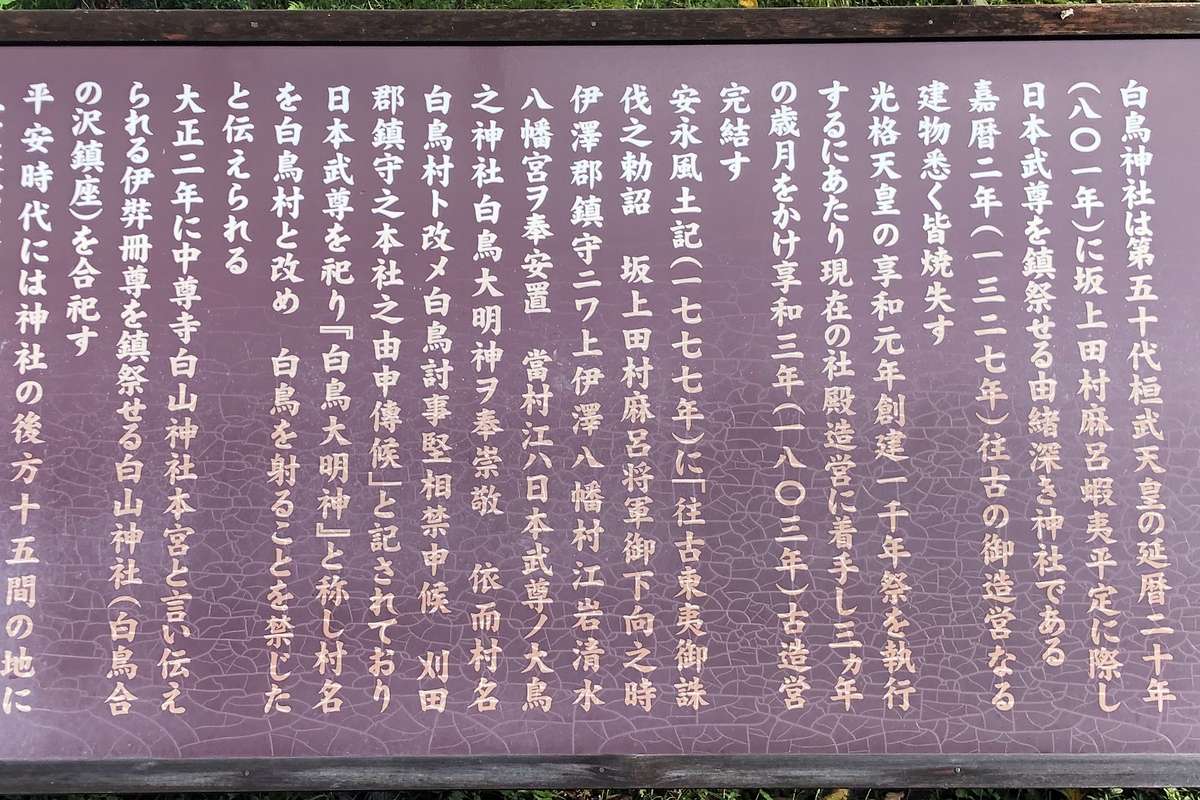 白鳥神社は第五十代桓武天皇の延暦二十年
(八〇一年)に坂上田村麻呂蝦夷平定に際し
日本武尊を鎮祭せる由緒深き神社である
嘉暦二年(一三二七年)往古の御造営なる
建物悉く皆焼失す
光格天皇の享和元年創建一千年祭を執行
するにあたり現在の社殿造営に着手し三ヵ年
の歳月をかけ享和三年(一八〇三年)古造営
完結す
安永風土記(一七七七年)に「往古東夷御誅
伐之勅詔 坂上田村麻呂将軍御下向之時
伊澤郡鎮守ニワ上伊澤八幡村江岩清水
八幡宮ヲ奉安置 當村江ハ日本武尊ノ大鳥
之神社白鳥大明神ヲ奉崇敬 依而村名
白鳥村ト改メ白鳥討事堅相禁申候 刈田
郡鎮守之本社之由申傳候」と記されており
日本武尊を祀り『白鳥大明神』と称し村名
を白鳥村と改め 白鳥を射ることを禁じた
と伝えられる
大正二年に中尊寺白山神社本宮と言い伝え
られる伊弉冊尊を鎮祭せる白山神社(白鳥合
の沢鎮座)を合祀す
平安時代には神社の後方十五間の地に